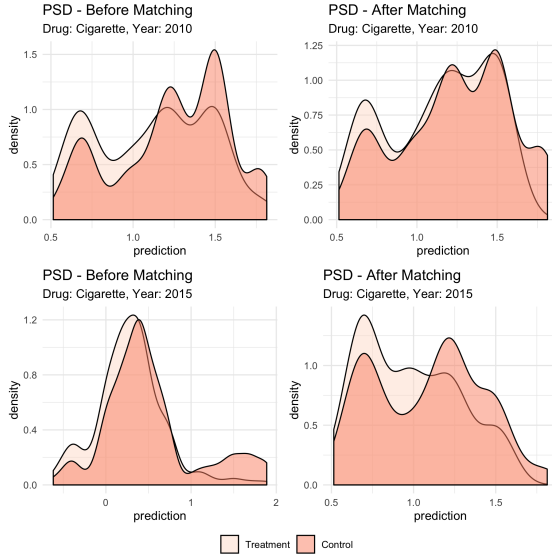 PSD - Before Matching
Drug: Cigarette, Year: 2010
density
1.5
1.0
0.5
0.0
0.5 1.0 1.5
prediction
PSD - After Matching
Drug: Cigarette, Year: 2010
density
1.25
1.00
0.75
0.50
0.25
0.00
0.5 1.0 1.5
prediction
PSD - Before Matching
Drug: Cigarette, Year: 2015
density
1.2
0.8
0.4
0.0
0 1 2
prediction
PSD - After Matching
Drug: Cigarette, Year: 2015
density
1.0
0.5
0.0
0.5 1.0 1.5
prediction
Treatment Control